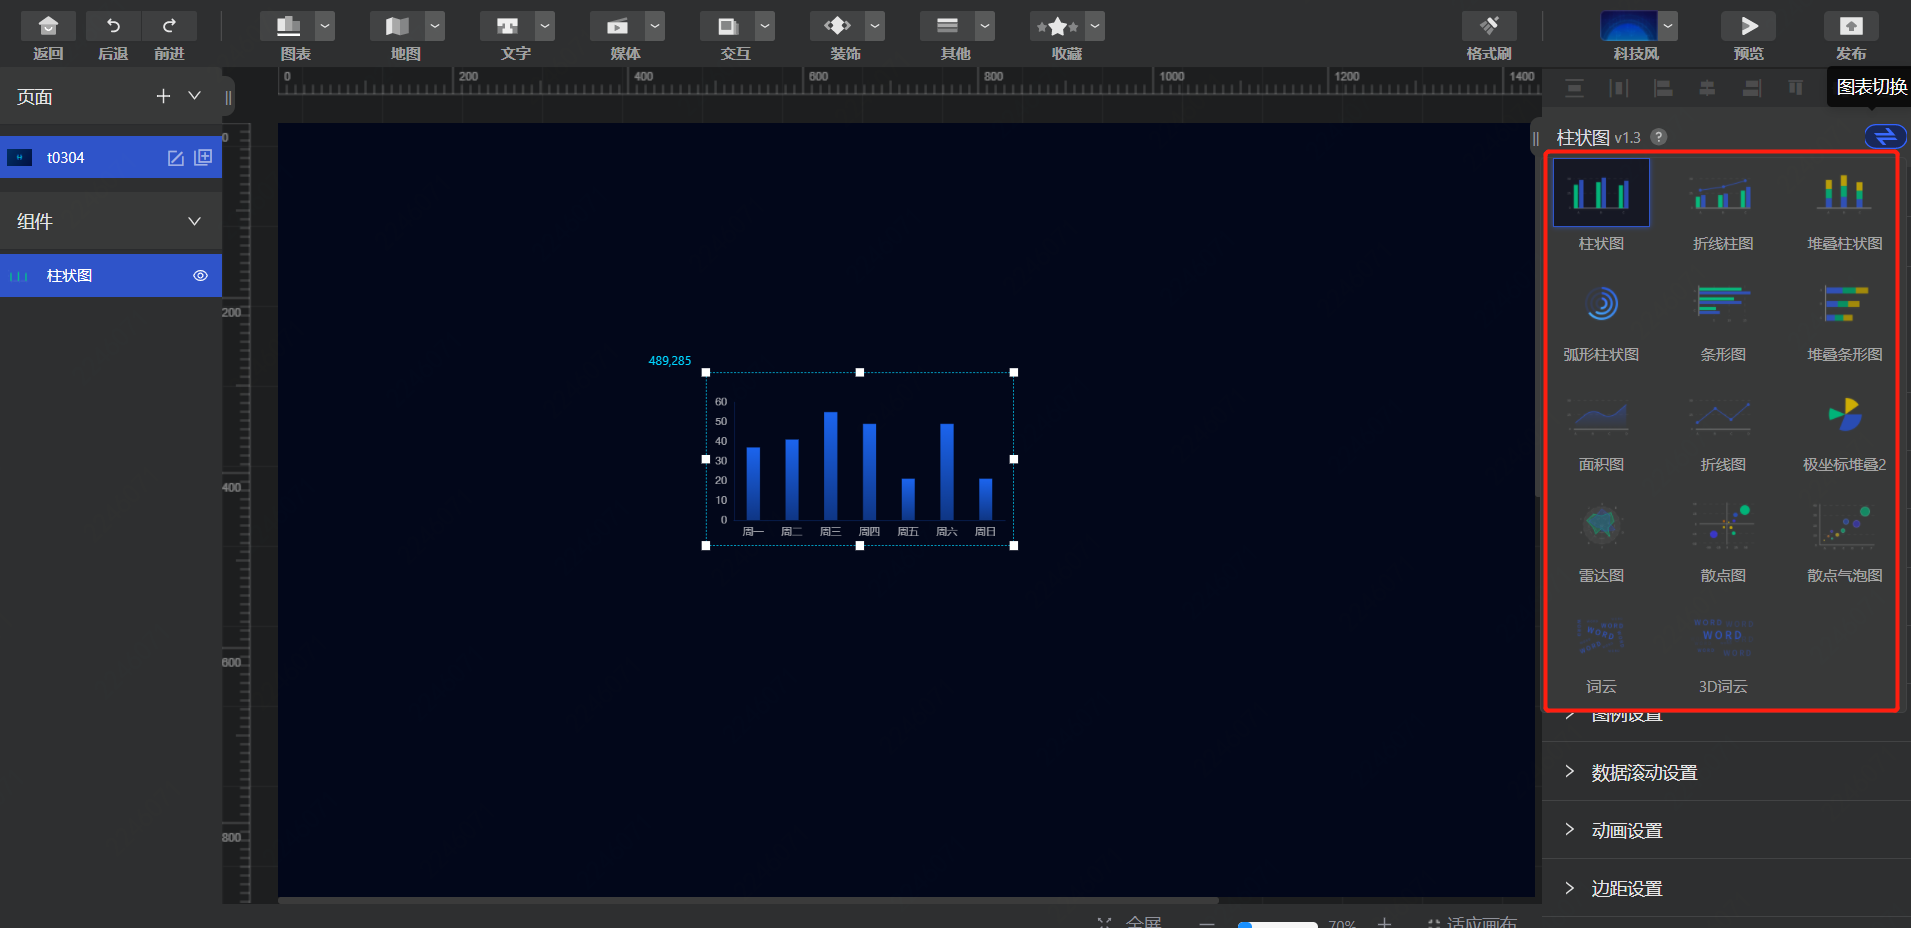 返回
后退
前进
图表
地图
文字
媒体
交互
装饰
其他
收藏
格式刷
科技风
预览
发布
图表切换
页面
t0304
组件
柱状图
0
200
400
600
800
1000
1200
1400
0
200
400
600
800
489,285
60
50
40
30
20
10
0
周一
周二
周三
周四
周五
周六
周日
柱状图 v1.3 ?
柱状图
折线柱图
堆叠柱状图
弧形柱状图
条形图
堆叠条形图
面积图
折线图
极坐标堆叠2
雷达图
散点图
散点气泡图
词云
3D词云
图例设置
数据滚动设置
动画设置
边距设置
全屏
70%
适应画布